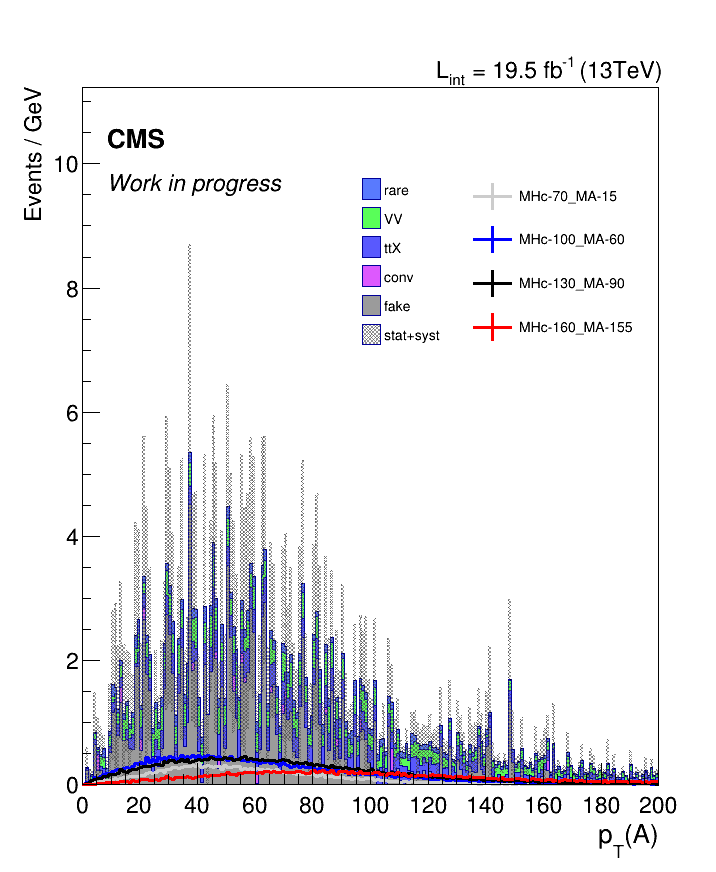 L_int = 19.5 fb^-1 (13TeV)
Events / GeV
CMS
Work in progress
rare
VV
ttX
conv
fake
stat+syst
MHc-70_MA-15
MHc-100_MA-60
MHc-130_MA-90
MHc-160_MA-155
10
8
6
4
2
0
0 20 40 60 80 100 120 140 160 180 200
p_T(A)